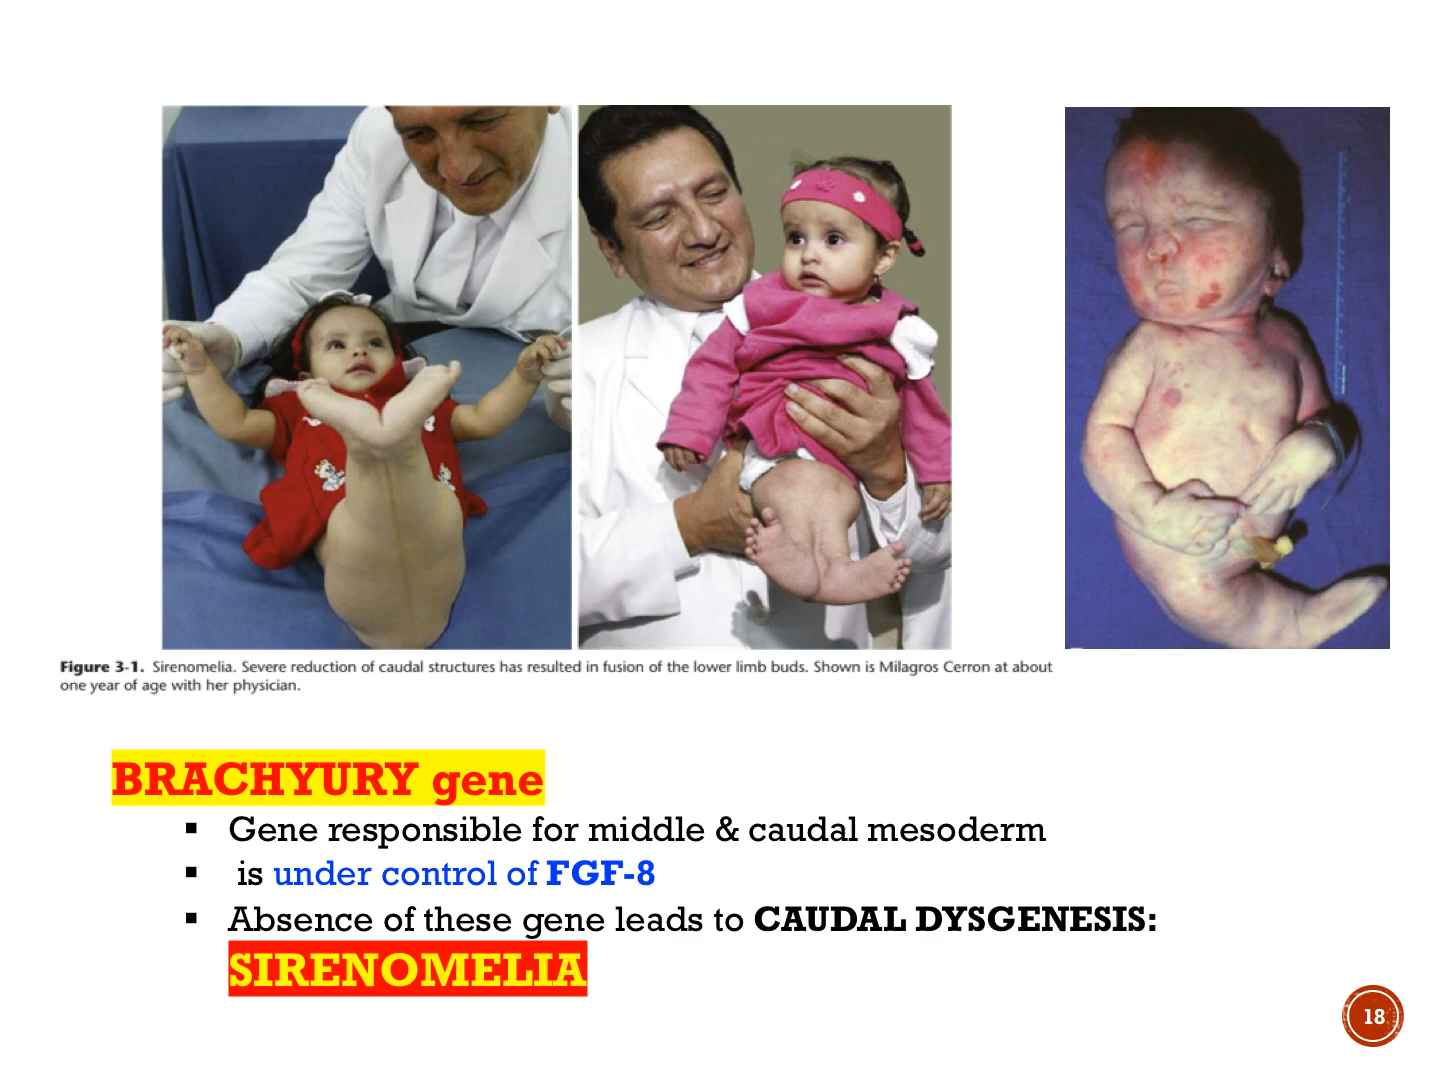 Figure 3-1. Sirenomelia. Severe reduction of caudal structures has resulted in fusion of the lower limb buds. Shown is Milagros Cerron at about
one year of age with her physician.
BRACHYURY gene
▪ Gene responsible for middle & caudal mesoderm
▪ is under control of FGF-8
▪ Absence of these gene leads to CAUDAL DYSGENESIS:
SIRENOMELIA
18